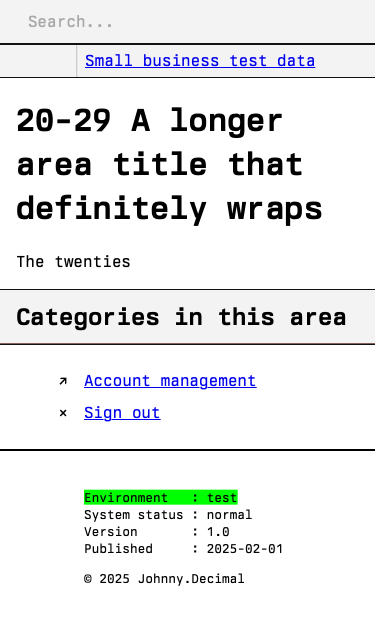 Search...
Small business test data
20-29 A longer
area title that
definitely wraps
The twenties
Categories in this area
↗ Account management
× Sign out
Environment : test
System status : normal
Version : 1.0
Published : 2025-02-01
© 2025 Johnny.Decimal